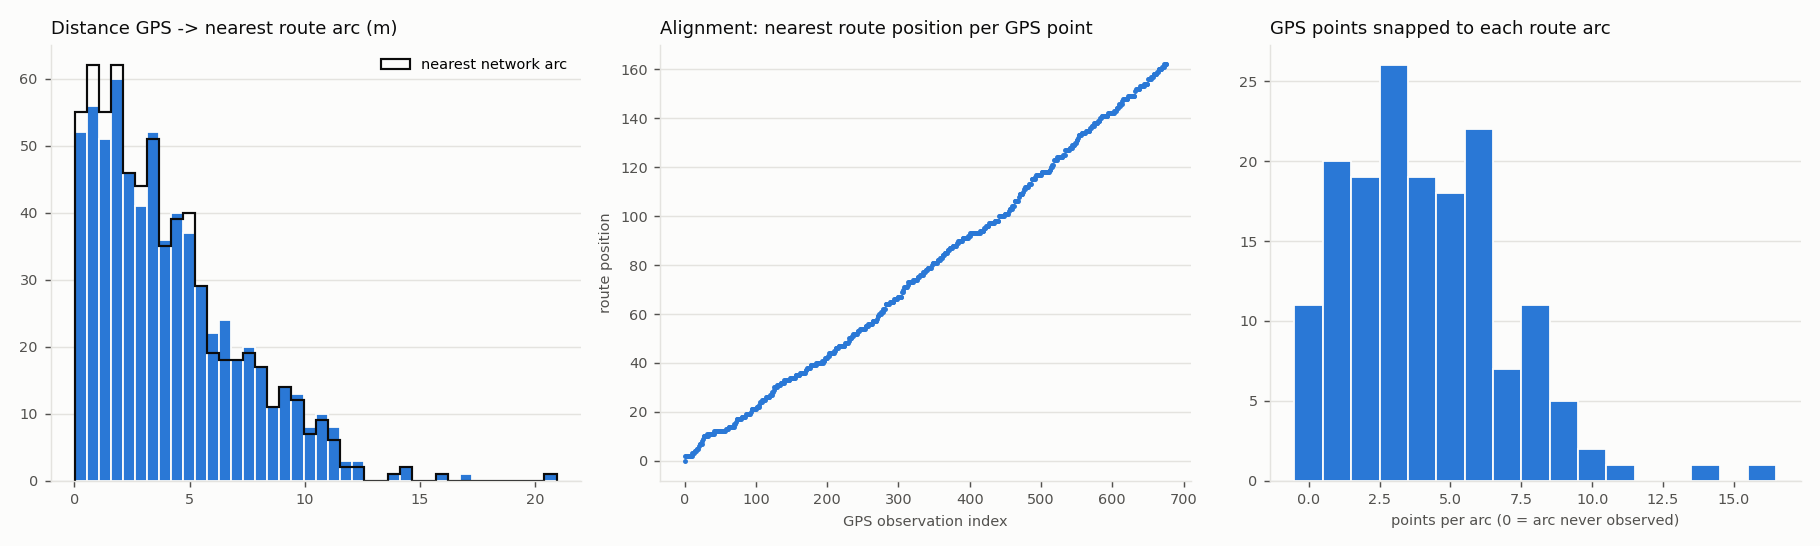 Distance GPS -> nearest route arc (m)
nearest network arc
60
50
40
30
20
10
0
0 5 10 15 20
Alignment: nearest route position per GPS point
route position
160
140
120
100
80
60
40
20
0
0 100 200 300 400 500 600 700
GPS observation index
GPS points snapped to each route arc
25
20
15
10
5
0
0.0 2.5 5.0 7.5 10.0 12.5 15.0
points per arc (0 = arc never observed)